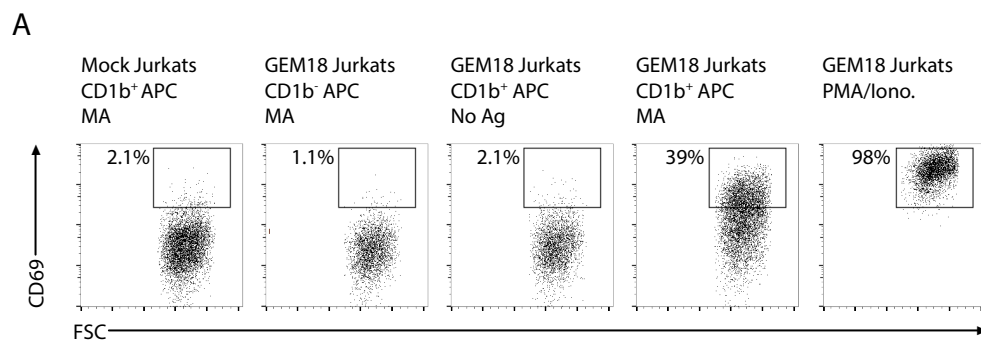 A
Mock Jurkats
CD1b⁺ APC
MA
GEM18 Jurkats
CD1b⁻ APC
MA
GEM18 Jurkats
CD1b⁺ APC
No Ag
GEM18 Jurkats
CD1b⁺ APC
MA
GEM18 Jurkats
PMA/Iono.
2.1%
1.1%
2.1%
39%
98%
CD69
FSC